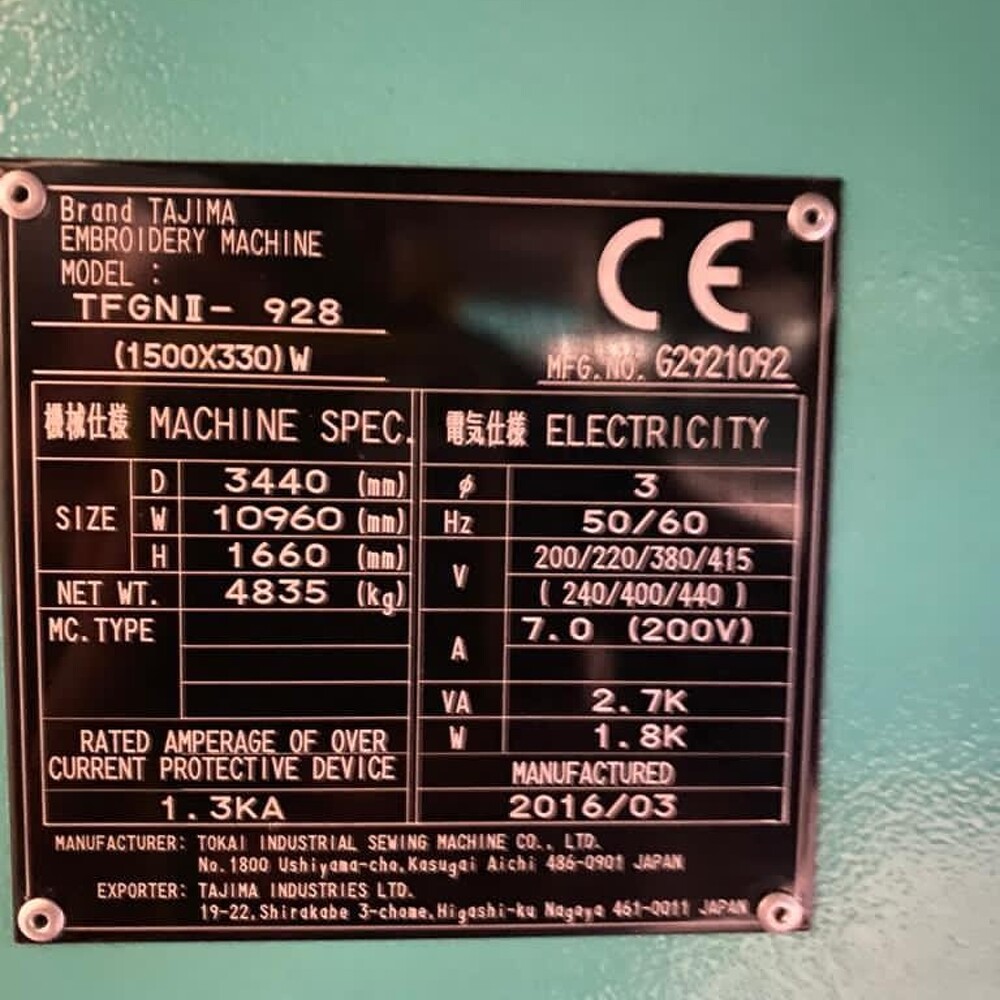 Brand TAJIMA
EMBROIDERY MACHINE
MODEL :
TFGNⅡ- 928
(1500X330)W
CE
MFG.NO. G2921092
機械仕様 MACHINE SPEC.
SIZE D 3440 (mm)
W 10960 (mm)
H 1660 (mm)
NET WT. 4835 (kg)
MC.TYPE
RATED AMPERAGE OF OVER
CURRENT PROTECTIVE DEVICE
1.3KA
電気仕様 ELECTRICITY
φ 3
Hz 50/60
V 200/220/380/415
( 240/400/440 )
A 7.0 (200V)
VA 2.7K
W 1.8K
MANUFACTURED
2016/03
MANUFACTURER: TOKAI INDUSTRIAL SEWING MACHINE CO., LTD.
No.1800 Ushiyama-cho,Kasugai Aichi 486-0901 JAPAN
EXPORTER: TAJIMA INDUSTRIES LTD.
19-22,Shirakabe 3-chome,Higashi-ku Nagoya 461-0011 JAPAN